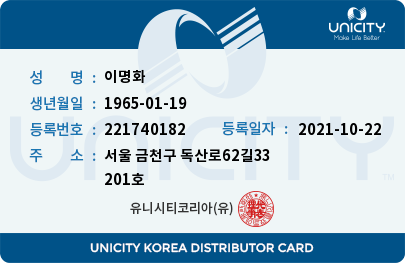 UNICITY
Make Life Better
성 명 : 이명화
생년월일 : 1965-01-19
등록번호 : 221740182 등록일자 : 2021-10-22
주 소 : 서울 금천구 독산로62길33
201호
UNICITY
유니시티코리아(유)
UNICITY KOREA DISTRIBUTOR CARD